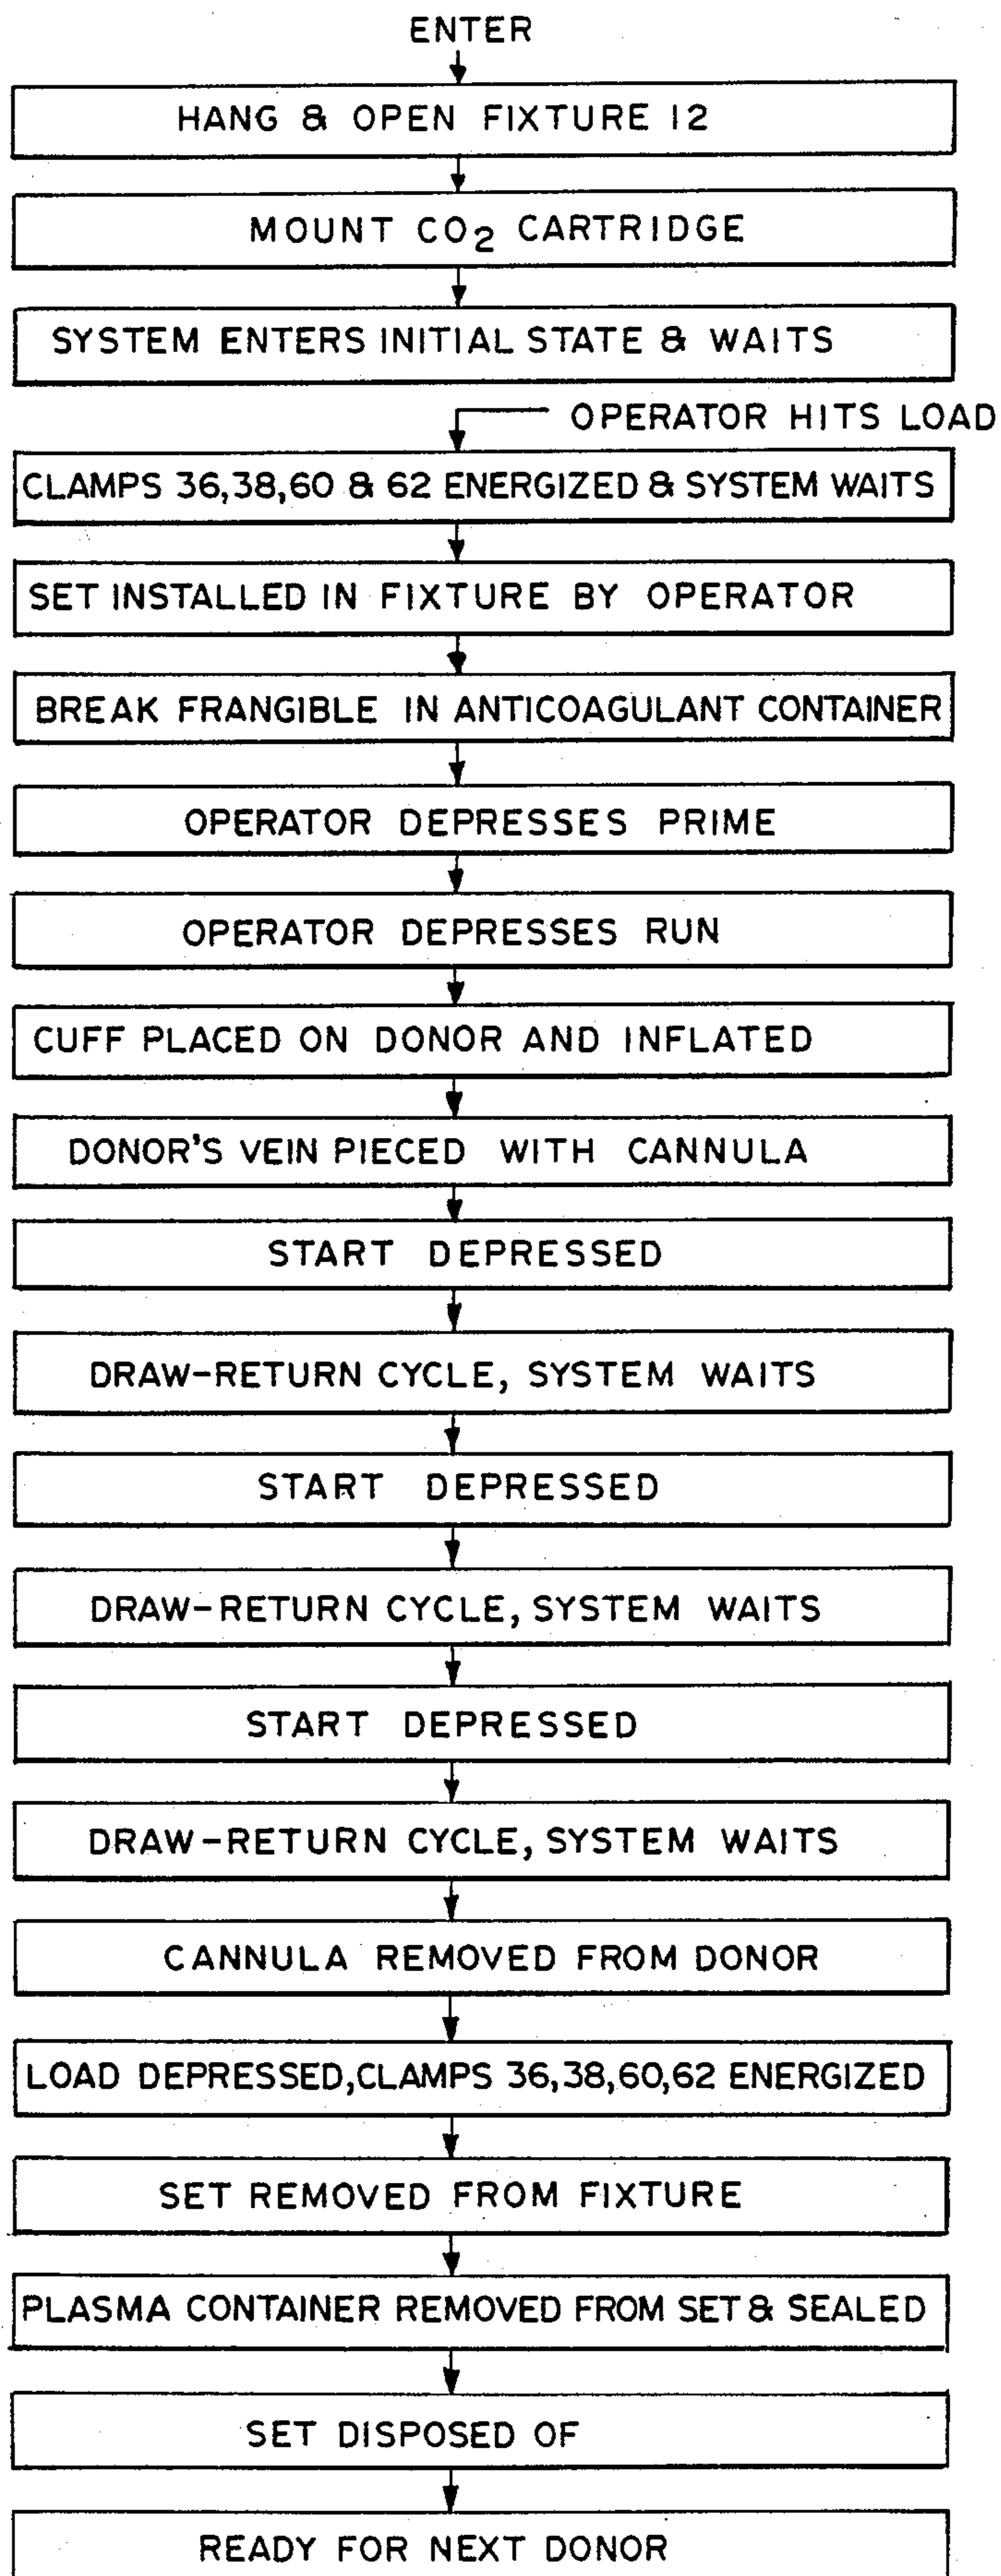 ENTER
HANG & OPEN FIXTURE 12
MOUNT CO2 CARTRIDGE
SYSTEM ENTERS INITIAL STATE & WAITS
OPERATOR HITS LOAD
CLAMPS 36,38,60 & 62 ENERGIZED & SYSTEM WAITS
SET INSTALLED IN FIXTURE BY OPERATOR
BREAK FRANGIBLE IN ANTICOAGULANT CONTAINER
OPERATOR DEPRESSES PRIME
OPERATOR DEPRESSES RUN
CUFF PLACED ON DONOR AND INFLATED
DONOR'S VEIN PIECED WITH CANNULA
START DEPRESSED
DRAW-RETURN CYCLE, SYSTEM WAITS
START DEPRESSED
DRAW-RETURN CYCLE, SYSTEM WAITS
START DEPRESSED
DRAW-RETURN CYCLE, SYSTEM WAITS
CANNULA REMOVED FROM DONOR
LOAD DEPRESSED,CLAMPS 36,38,60,62 ENERGIZED
SET REMOVED FROM FIXTURE
PLASMA CONTAINER REMOVED FROM SET & SEALED
SET DISPOSED OF
READY FOR NEXT DONOR